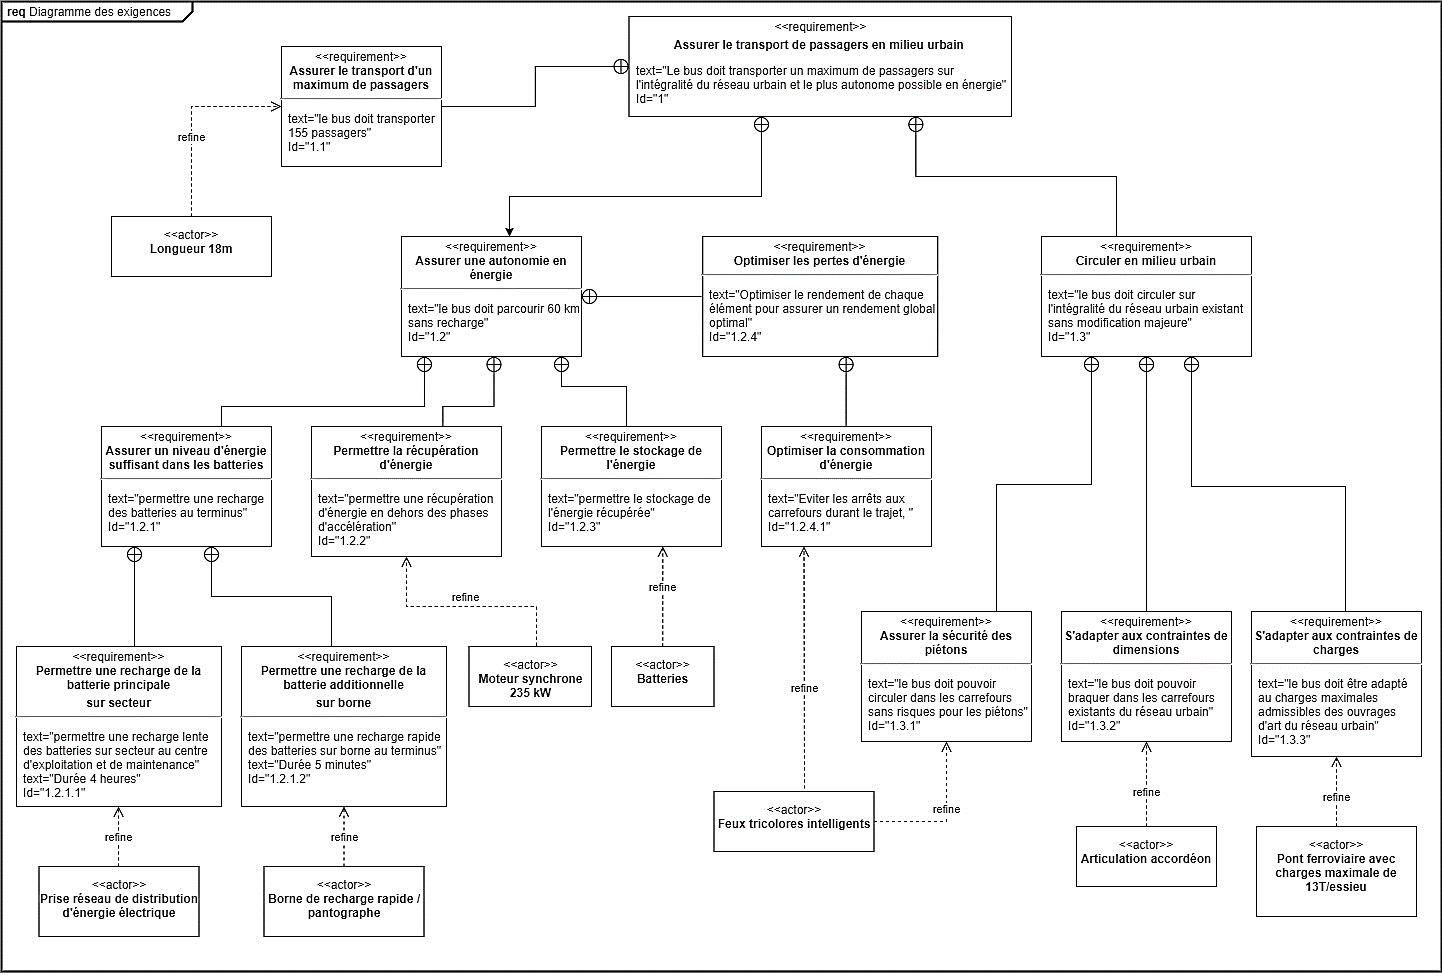 req Diagramme des exigences
<<requirement>>
Assurer le transport de passagers en milieu urbain
text="Le bus doit transporter un maximum de passagers sur
l'intégralité du réseau urbain et le plus autonome possible en énergie"
Id="1"
<<requirement>>
Assurer le transport d'un
maximum de passagers
text="le bus doit transporter
155 passagers"
Id="1.1"
refine
<<actor>>
Longueur 18m
<<requirement>>
Assurer une autonomie en
énergie
text="le bus doit parcourir 60 km
sans recharge"
Id="1.2"
<<requirement>>
Optimiser les pertes d'énergie
text="Optimiser le rendement de chaque
élément pour assurer un rendement global
optimal"
Id="1.2.4"
<<requirement>>
Circuler en milieu urbain
text="le bus doit circuler sur
l'intégralité du réseau urbain existant
sans modification majeure"
Id="1.3"
<<requirement>>
Assurer un niveau d'énergie
suffisant dans les batteries
text="permettre une recharge
des batteries au terminus"
Id="1.2.1"
<<requirement>>
Permettre la récupération
d'énergie
text="permettre une récupération
d'énergie en dehors des phases
d'accélération"
Id="1.2.2"
<<requirement>>
Permettre le stockage de
l'énergie
text="permettre le stockage de
l'énergie récupérée"
Id="1.2.3"
<<requirement>>
Optimiser la consommation
d'énergie
text="Eviter les arrêts aux
carrefours durant le trajet, "
Id="1.2.4.1"
refine
refine
refine
<<requirement>>
Permettre une recharge de la
batterie principale
sur secteur
text="permettre une recharge lente
des batteries sur secteur au centre
d'exploitation et de maintenance"
text="Durée 4 heures"
Id="1.2.1.1"
<<requirement>>
Permettre une recharge de la
batterie additionnelle
sur borne
text="permettre une recharge rapide
des batteries sur borne au terminus"
text="Durée 5 minutes"
Id="1.2.1.2"
<<actor>>
Moteur synchrone
235 kW
<<actor>>
Batteries
<<requirement>>
Assurer la sécurité des
piétons
text="le bus doit pouvoir
circuler dans les carrefours
sans risques pour les piétons"
Id="1.3.1"
<<requirement>>
S'adapter aux contraintes de
dimensions
text="le bus doit pouvoir
braquer dans les carrefours
existants du réseau urbain"
Id="1.3.2"
<<requirement>>
S'adapter aux contraintes de
charges
text="le bus doit être adapté
au charges maximales
admissibles des ouvrages
d'art du réseau urbain"
Id="1.3.3"
refine
refine
refine
refine
refine
<<actor>>
Feux tricolores intelligents
<<actor>>
Articulation accordéon
<<actor>>
Pont ferroviaire avec
charges maximale de
13T/essieu
<<actor>>
Prise réseau de distribution
d'énergie électrique
<<actor>>
Borne de recharge rapide /
pantographe